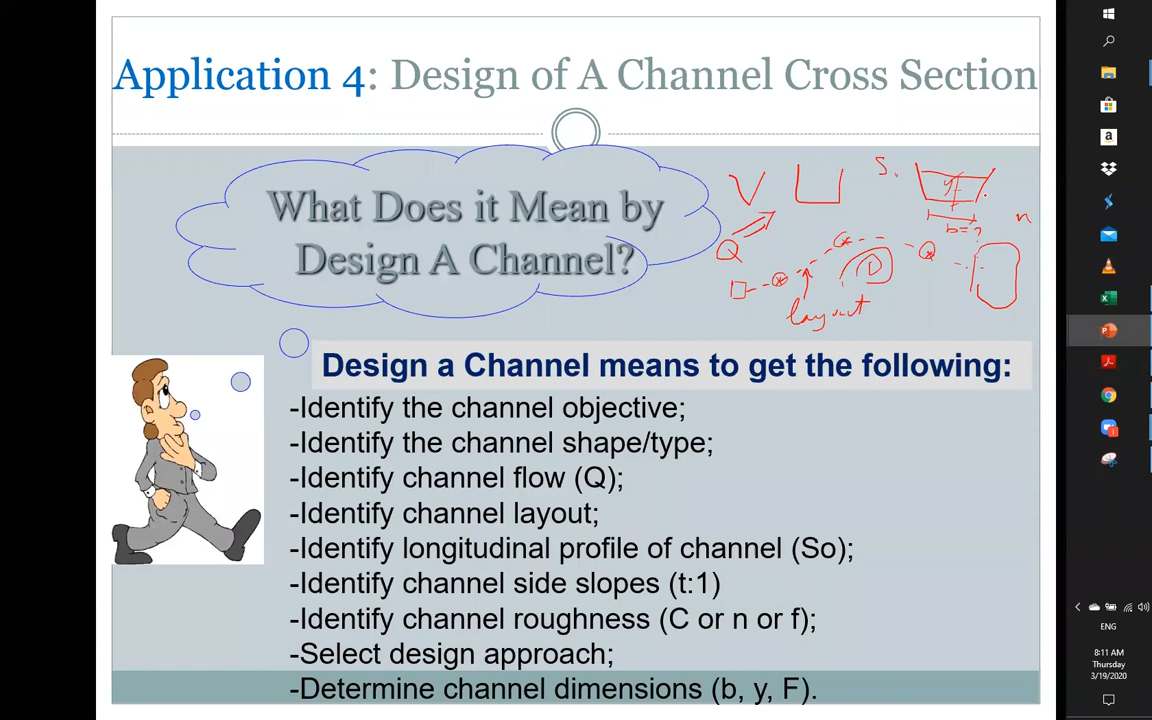 Application 4: Design of A Channel Cross Section
What Does it Mean by
Design A Channel?
S.
y
b=?
n
Q
layout
Design a Channel means to get the following:
-Identify the channel objective;
-Identify the channel shape/type;
-Identify channel flow (Q);
-Identify channel layout;
-Identify longitudinal profile of channel (So);
-Identify channel side slopes (t:1)
-Identify channel roughness (C or n or f);
-Select design approach;
-Determine channel dimensions (b, y, F).
ENG
8:11 AM
Thursday
3/19/2020